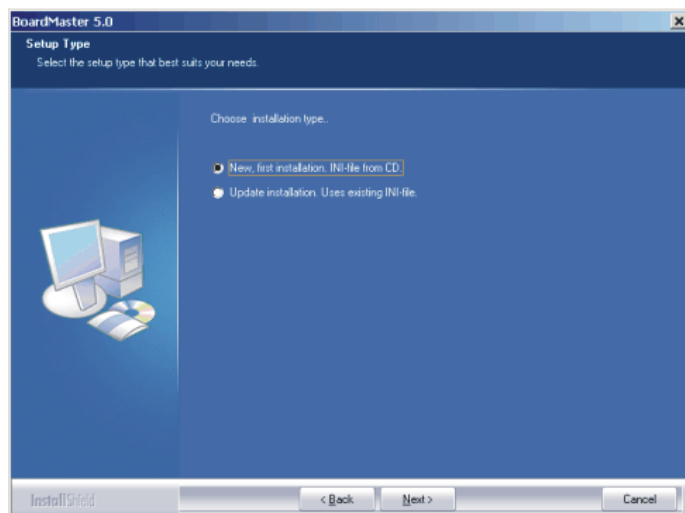 BoardMaster 5.0
Setup Type
Select the setup type that best suits your needs.
Choose installation type..
New, first installation. INI-file from CD.
Update installation. Uses existing INI-file.
InstallShield
< Back
Next >
Cancel